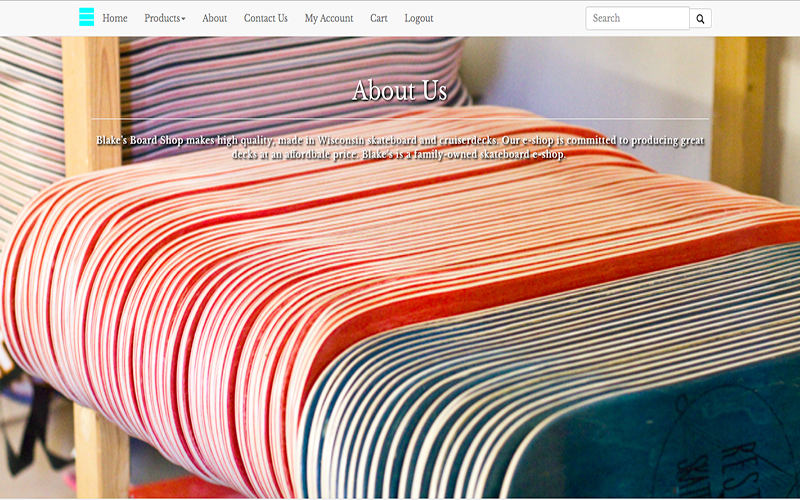 Home Products About Contact Us My Account Cart Logout Search
About Us
Blake's Board Shop makes high quality, made in Wisconsin skateboard and cruiserdecks. Our e-shop is committed to producing great
decks at an affordbale price. Blake's is a family-owned skateboard e-shop.
RES
SKA